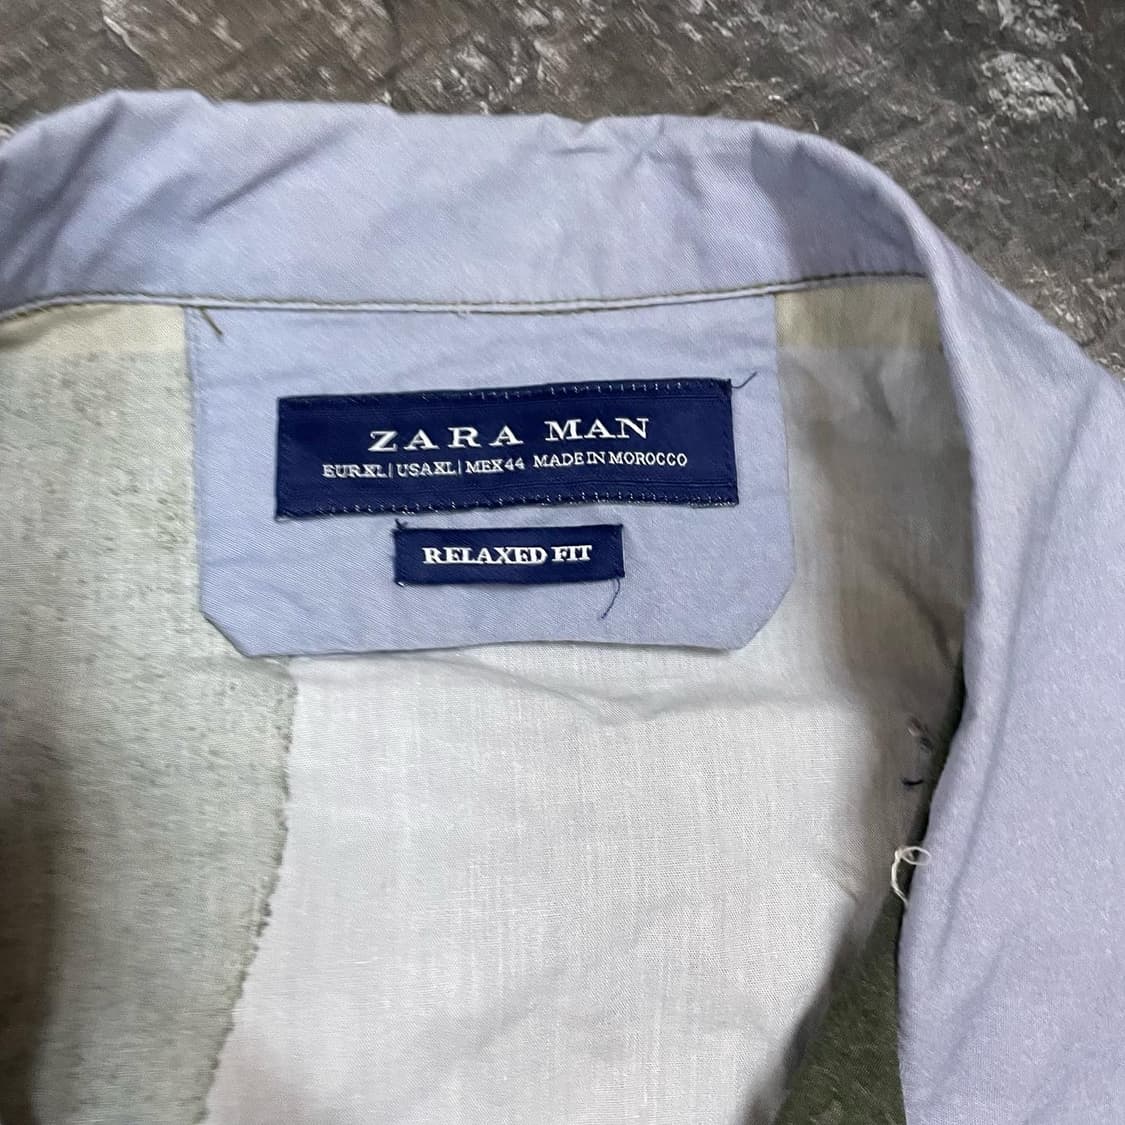 ZARA MAN
EUR XL | USA XL | MEX 44 MADE IN MOROCCO
RELAXED FIT